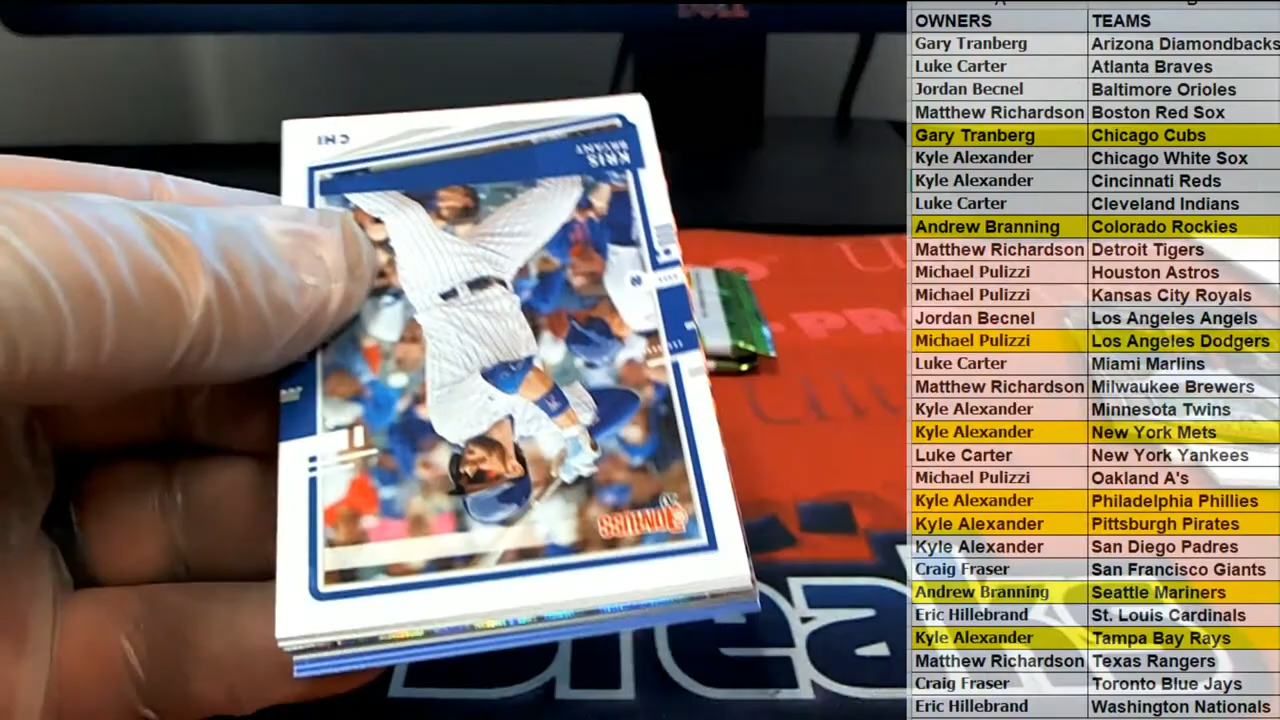 DELL
OWNERS TEAMS
Gary Tranberg Arizona Diamondbacks
Luke Carter Atlanta Braves
Jordan Becnel Baltimore Orioles
Matthew Richardson Boston Red Sox
Gary Tranberg Chicago Cubs
Kyle Alexander Chicago White Sox
Kyle Alexander Cincinnati Reds
Luke Carter Cleveland Indians
Andrew Branning Colorado Rockies
Matthew Richardson Detroit Tigers
Michael Pulizzi Houston Astros
Michael Pulizzi Kansas City Royals
Jordan Becnel Los Angeles Angels
Michael Pulizzi Los Angeles Dodgers
Luke Carter Miami Marlins
Matthew Richardson Milwaukee Brewers
Kyle Alexander Minnesota Twins
Kyle Alexander New York Mets
Luke Carter New York Yankees
Michael Pulizzi Oakland A's
Kyle Alexander Philadelphia Phillies
Kyle Alexander Pittsburgh Pirates
Kyle Alexander San Diego Padres
Craig Fraser San Francisco Giants
Andrew Branning Seattle Mariners
Eric Hillebrand St. Louis Cardinals
Kyle Alexander Tampa Bay Rays
Matthew Richardson Texas Rangers
Craig Fraser Toronto Blue Jays
Eric Hillebrand Washington Nationals
CHI
KRIS
BRYANT
DONRUSS